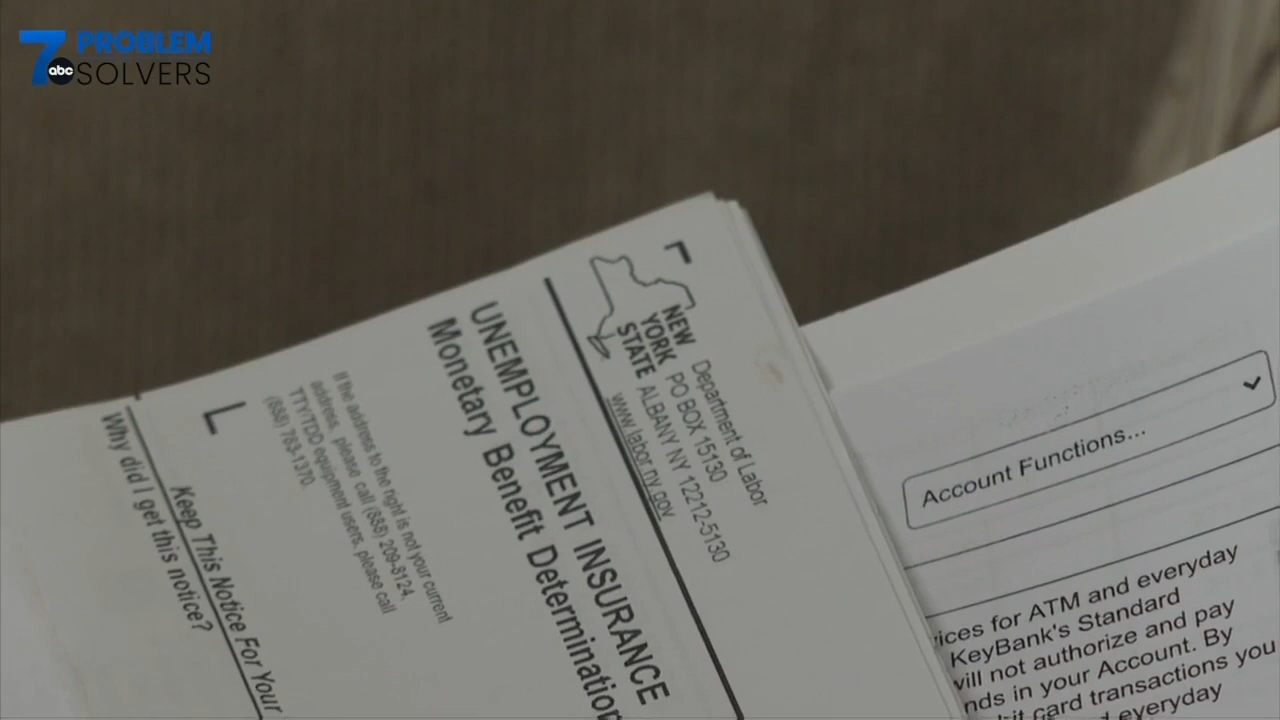 7 abc PROBLEM
SOLVERS
NEW
YORK
STATE
Department of Labor
PO BOX 15130
ALBANY NY 12212-5130
www.labor.ny.gov
UNEMPLOYMENT INSURANCE
Monetary Benefit Determination
If the address to the right is not your current
address, please call (888) 209-8124.
TTY/TDD equipment users, please call
(888) 783-1370.
Keep This Notice For Your
Why did I get this notice?
Account Functions...
for ATM and everyday
KeyBank's Standard
will not authorize and pay
in your Account. By
card transactions you
everyday